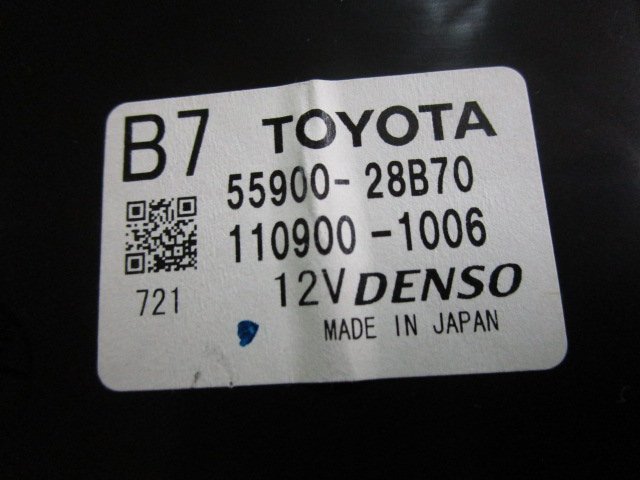 B7 TOYOTA
55900-28B70
110900-1006
721 12V DENSO
MADE IN JAPAN